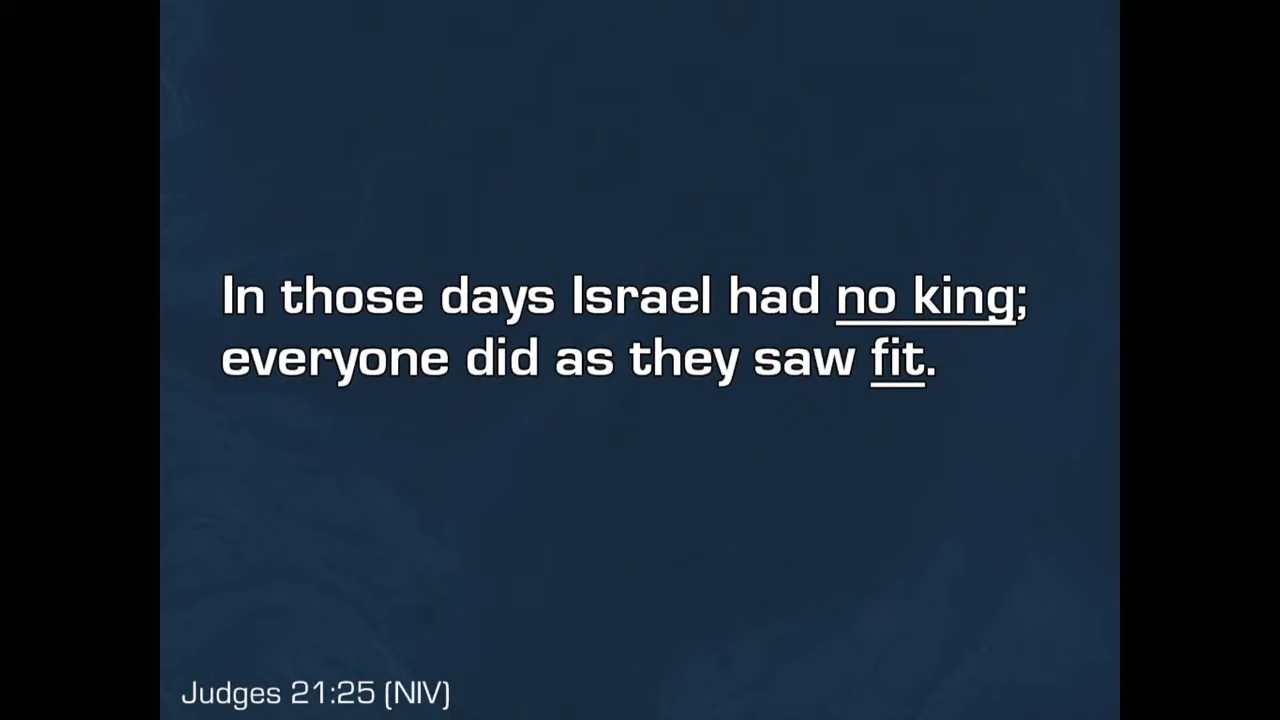 In those days Israel had no king;
everyone did as they saw fit.
Judges 21:25 (NIV)